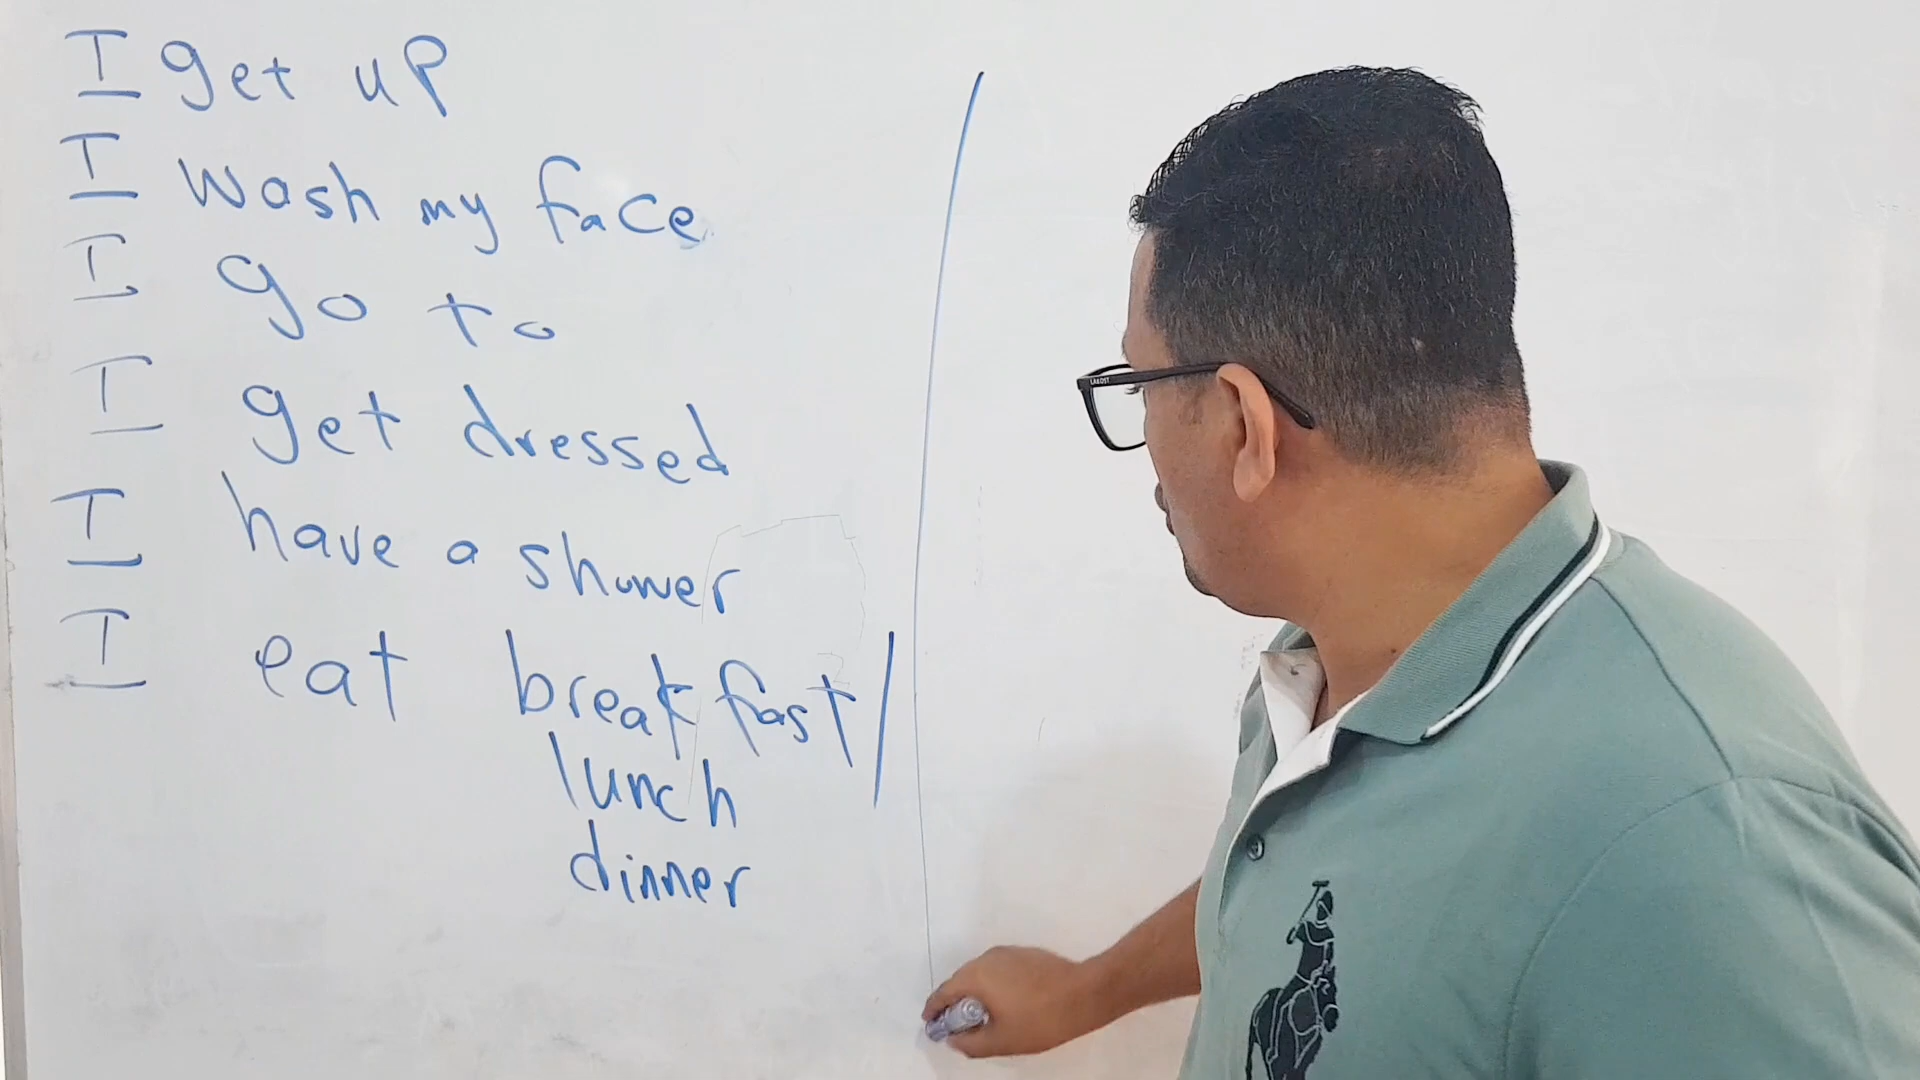 I get up
I wash my face
I go to
I get dressed
I have a shower
I eat breakfast/
lunch
dinner